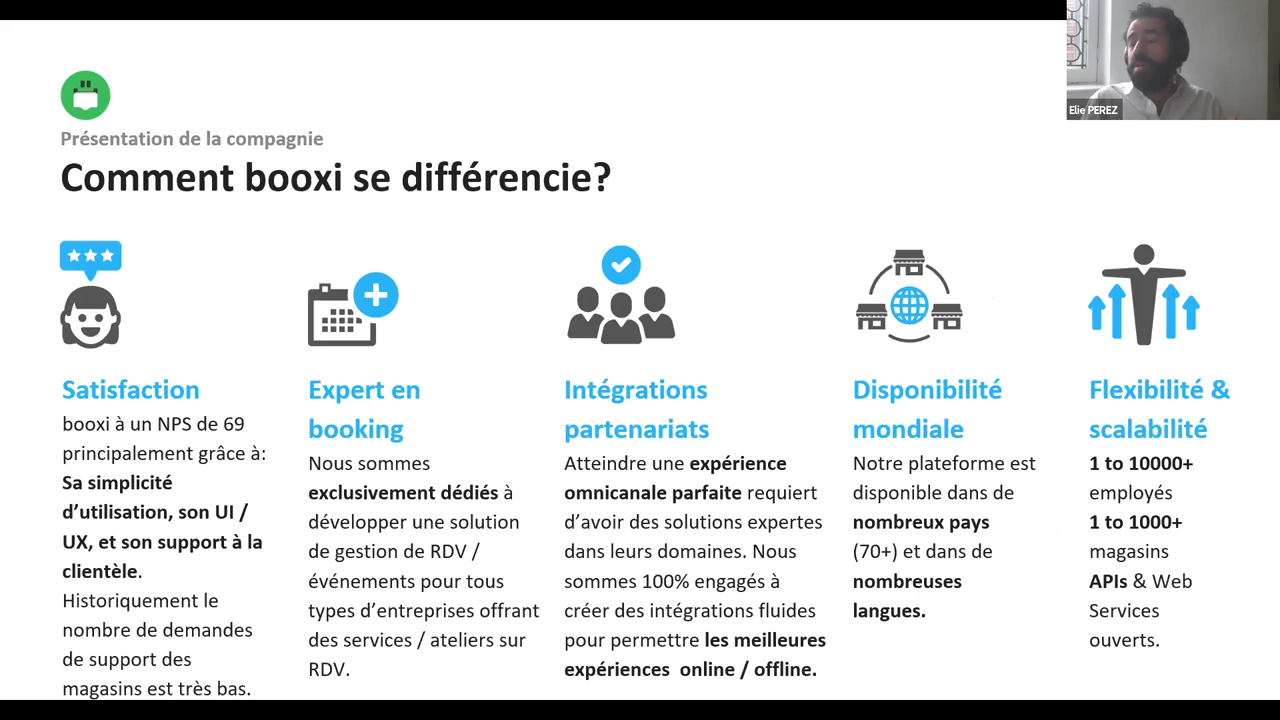 Elie PEREZ
Présentation de la compagnie
Comment booxi se différencie?
Satisfaction
booxi à un NPS de 69
principalement grâce à:
Sa simplicité
d’utilisation, son UI /
UX, et son support à la
clientèle.
Historiquement le
nombre de demandes
de support des
magasins est très bas.
Expert en
booking
Nous sommes
exclusivement dédiés à
développer une solution
de gestion de RDV /
événements pour tous
types d’entreprises offrant
des services / ateliers sur
RDV.
Intégrations
partenariats
Atteindre une expérience
omnicanale parfaite requiert
d’avoir des solutions expertes
dans leurs domaines. Nous
sommes 100% engagés à
créer des intégrations fluides
pour permettre les meilleures
expériences  online / offline.
Disponibilité
mondiale
Notre plateforme est
disponible dans de
nombreux pays
(70+) et dans de
nombreuses
langues.
Flexibilité &
scalabilité
1 to 10000+
employés
1 to 1000+
magasins
APIs & Web
Services
ouverts.